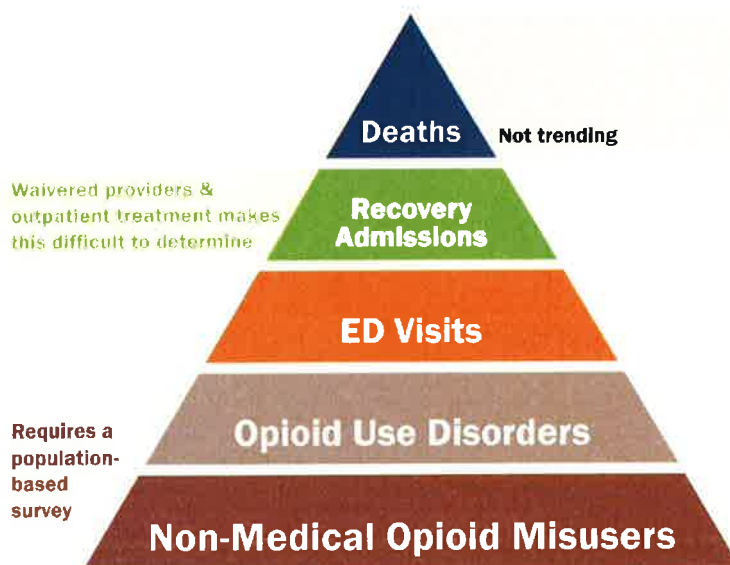 Deaths
Not trending
Waivered providers &
outpatient treatment makes
this difficult to determine
Recovery
Admissions
ED Visits
Requires a
population-
based
survey
Opioid Use Disorders
Non-Medical Opioid Misusers